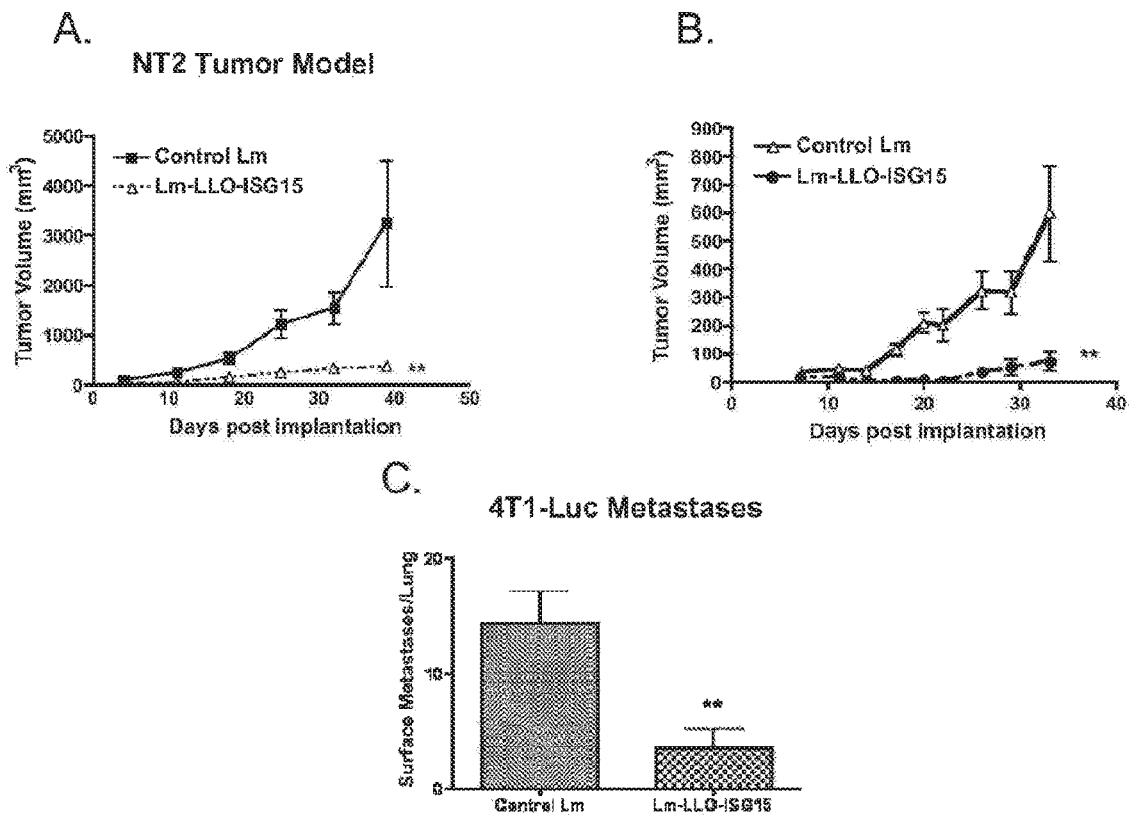 A.
NT2 Tumor Model
Tumor Volume (mm³)
5000
4000
3000
2000
1000
0
Control Lm
Lm-LLO-ISG15
**
0 10 20 30 40 50
Days post implantation
B.
Tumor Volume (mm³)
900
800
700
600
500
400
300
200
100
0
Control Lm
Lm-LLO-ISG15
**
0 10 20 30 40
Days post implantation
C.
4T1-Luc Metastases
Surface Metastases/Lung
20
10
0
**
Control Lm Lm-LLO-ISG15